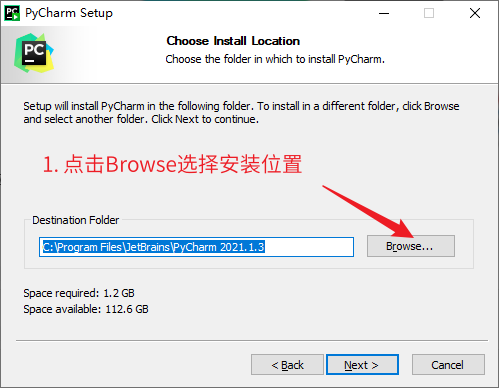 PyCharm Setup
PC
Choose Install Location
Choose the folder in which to install PyCharm.
Setup will install PyCharm in the following folder. To install in a different folder, click Browse
and select another folder. Click Next to continue.
1. 点击Browse选择安装位置
Destination Folder
C:\Program Files\JetBrains\PyCharm 2021.1.3
Browse...
Space required: 1.2 GB
Space available: 112.6 GB
< Back
Next >
Cancel